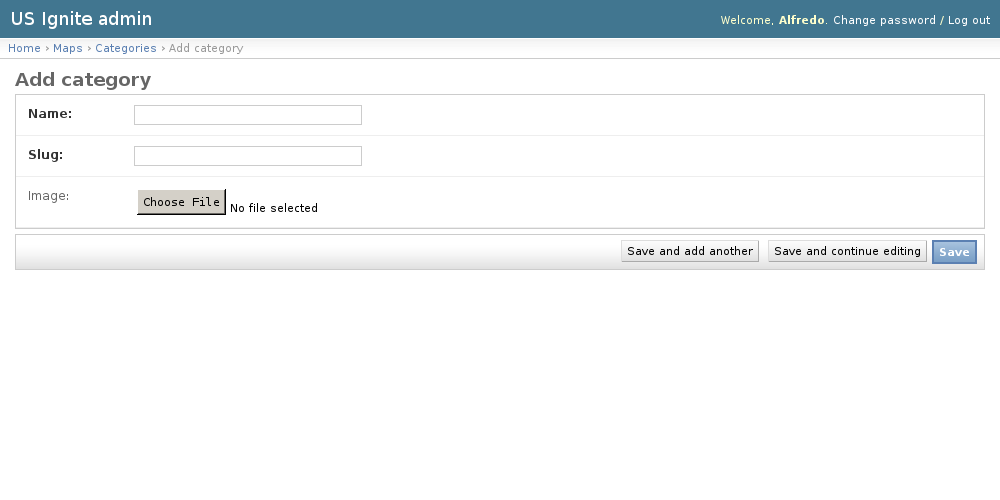 US Ignite admin
Welcome, Alfredo. Change password / Log out
Home › Maps › Categories › Add category
Add category
Name:
Slug:
Image: Choose File No file selected
Save and add another Save and continue editing Save